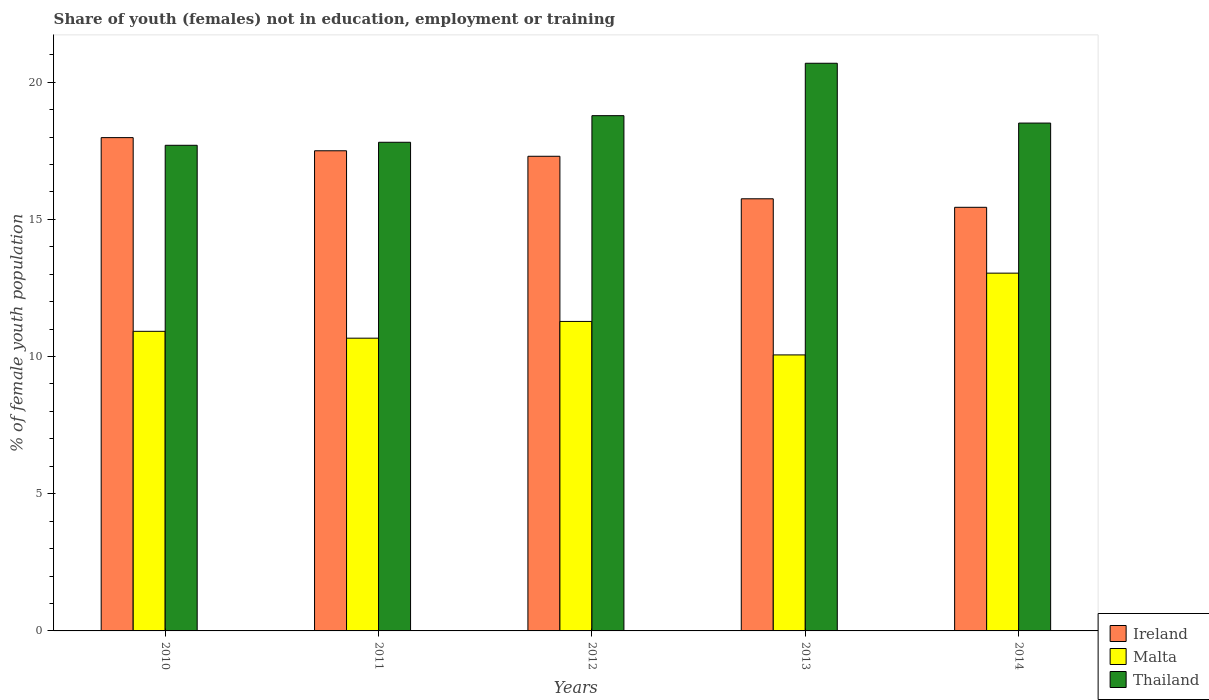 Share of youth (females) not in education, employment or training
% of female youth population
20
15
10
5
0
2010
2011
2012
2013
2014
Years
Ireland
Malta
Thailand